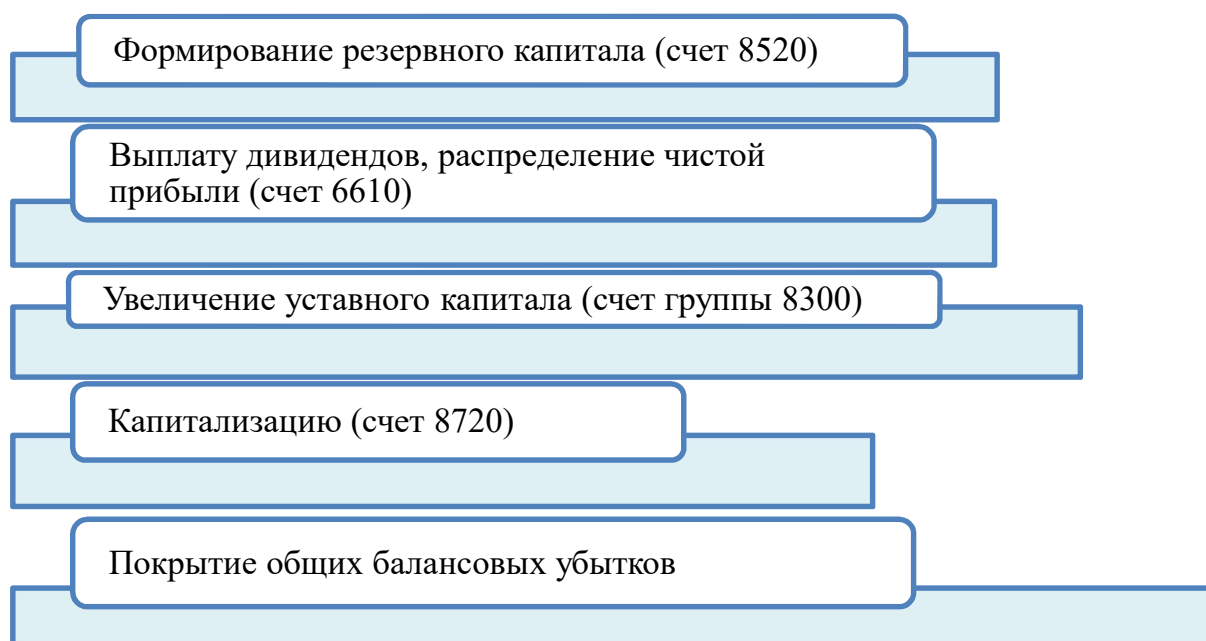 Формирование резервного капитала (счет 8520)
Выплату дивидендов, распределение чистой
прибыли (счет 6610)
Увеличение уставного капитала (счет группы 8300)
Капитализацию (счет 8720)
Покрытие общих балансовых убытков